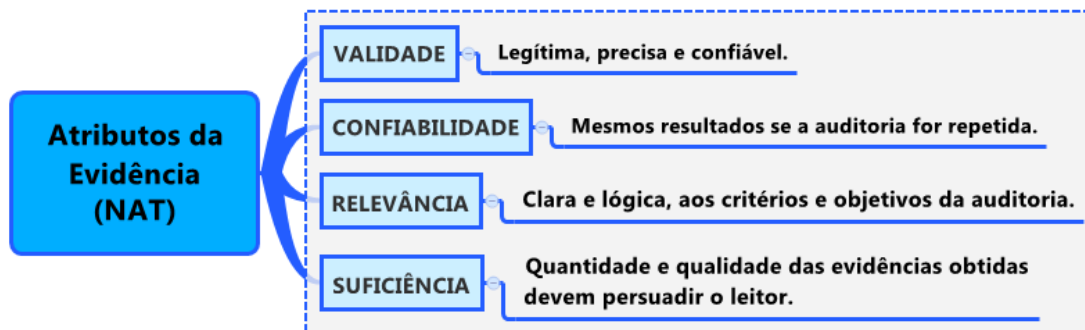 Atributos da
Evidência
(NAT)
VALIDADE
Legítima, precisa e confiável.
CONFIABILIDADE
Mesmos resultados se a auditoria for repetida.
RELEVÂNCIA
Clara e lógica, aos critérios e objetivos da auditoria.
SUFICIÊNCIA
Quantidade e qualidade das evidências obtidas
devem persuadir o leitor.